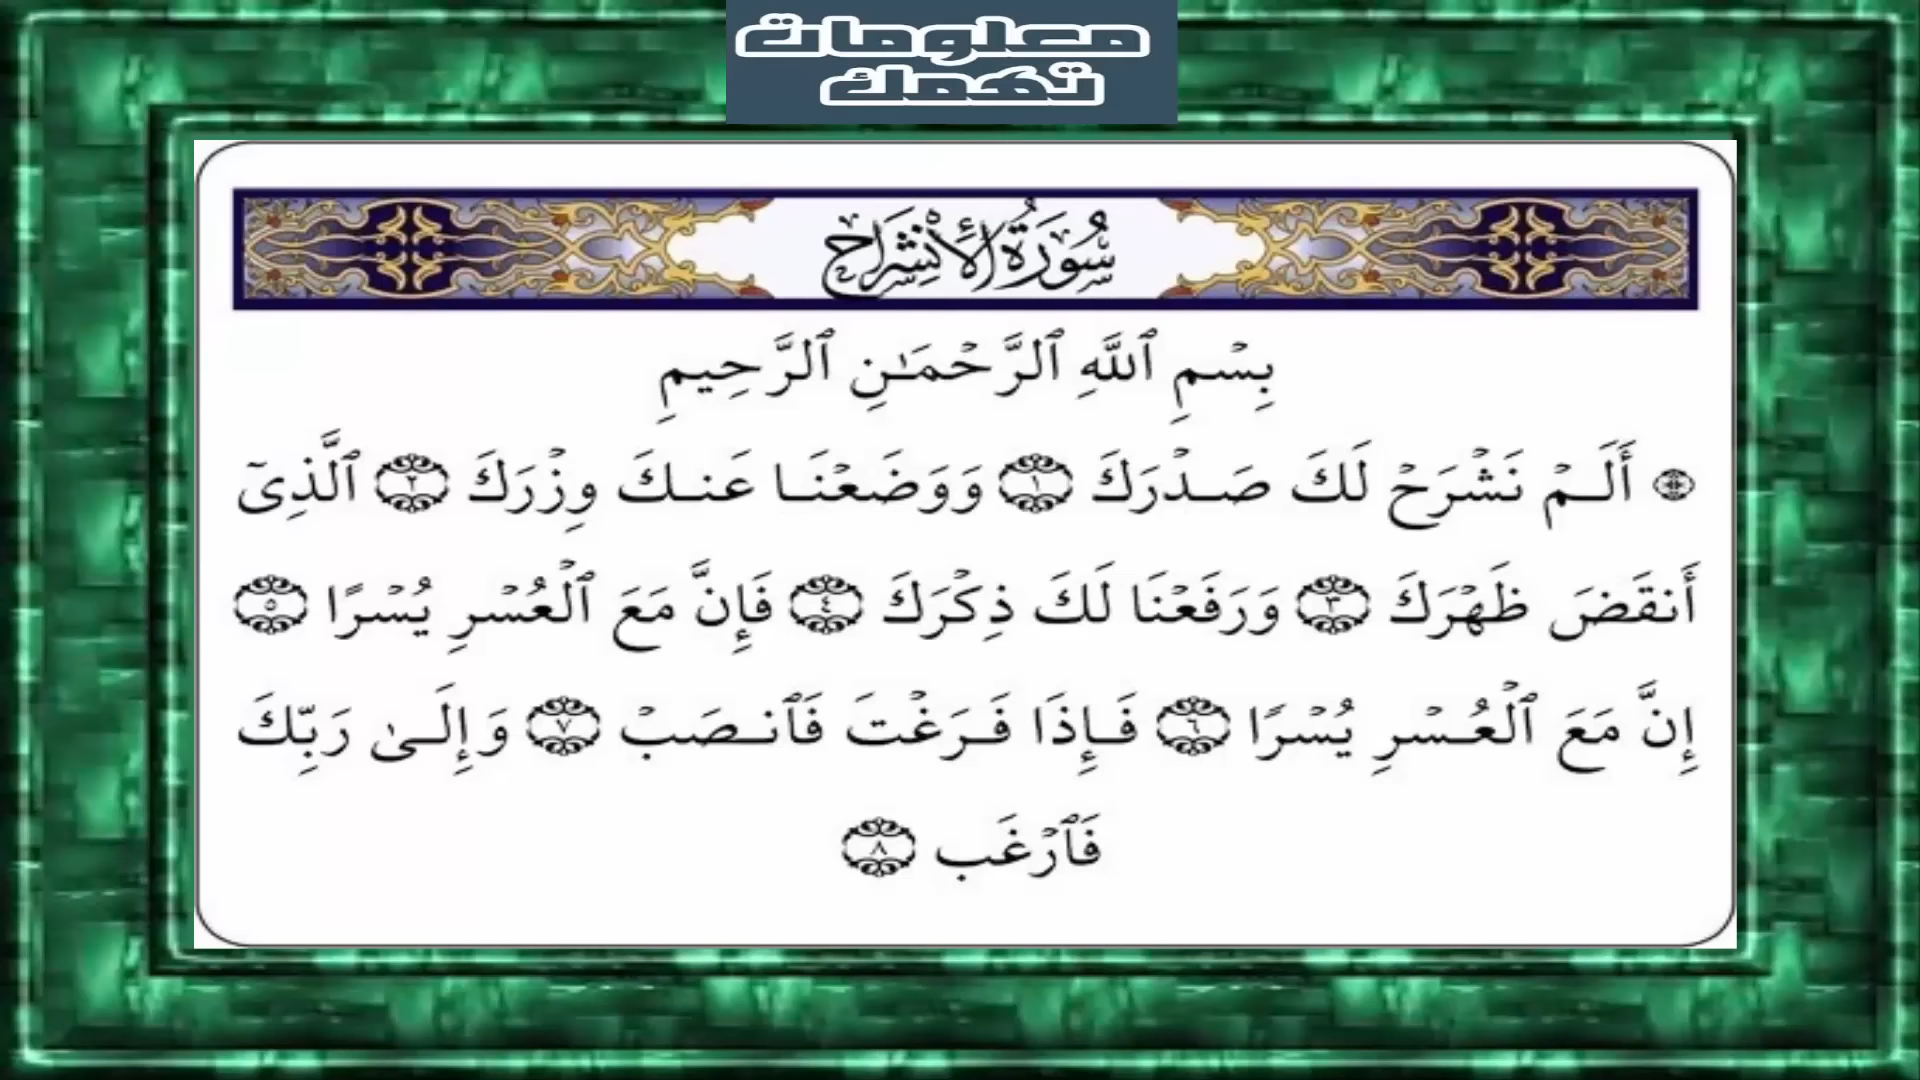 معلومات
تهمك
سُورَةُ الْأَنْشِرَاح
بِسْمِ ٱللَّهِ ٱلرَّحْمَـٰنِ ٱلرَّحِيمِ
أَلَمْ نَشْرَحْ لَكَ صَدْرَكَ ١ وَوَضَعْنَا عَنكَ وِزْرَكَ ٢ ٱلَّذِىٓ
أَنقَضَ ظَهْرَكَ ٣ وَرَفَعْنَا لَكَ ذِكْرَكَ ٤ فَإِنَّ مَعَ ٱلْعُسْرِ يُسْرًا ٥
إِنَّ مَعَ ٱلْعُسْرِ يُسْرًا ٦ فَإِذَا فَرَغْتَ فَٱنصَبْ ٧ وَإِلَىٰ رَبِّكَ
فَٱرْغَب ٨